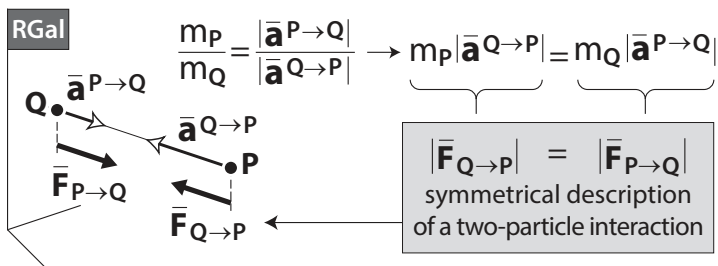 RGal
m_P / m_Q = |ā^{P→Q}| / |ā^{Q→P}| → m_P |ā^{Q→P}| = m_Q |ā^{P→Q}|
ā^{P→Q}
Q
ā^{Q→P}
P
F̄_{P→Q}
F̄_{Q→P}
|F̄_{Q→P}| = |F̄_{P→Q}|
symmetrical description
of a two-particle interaction